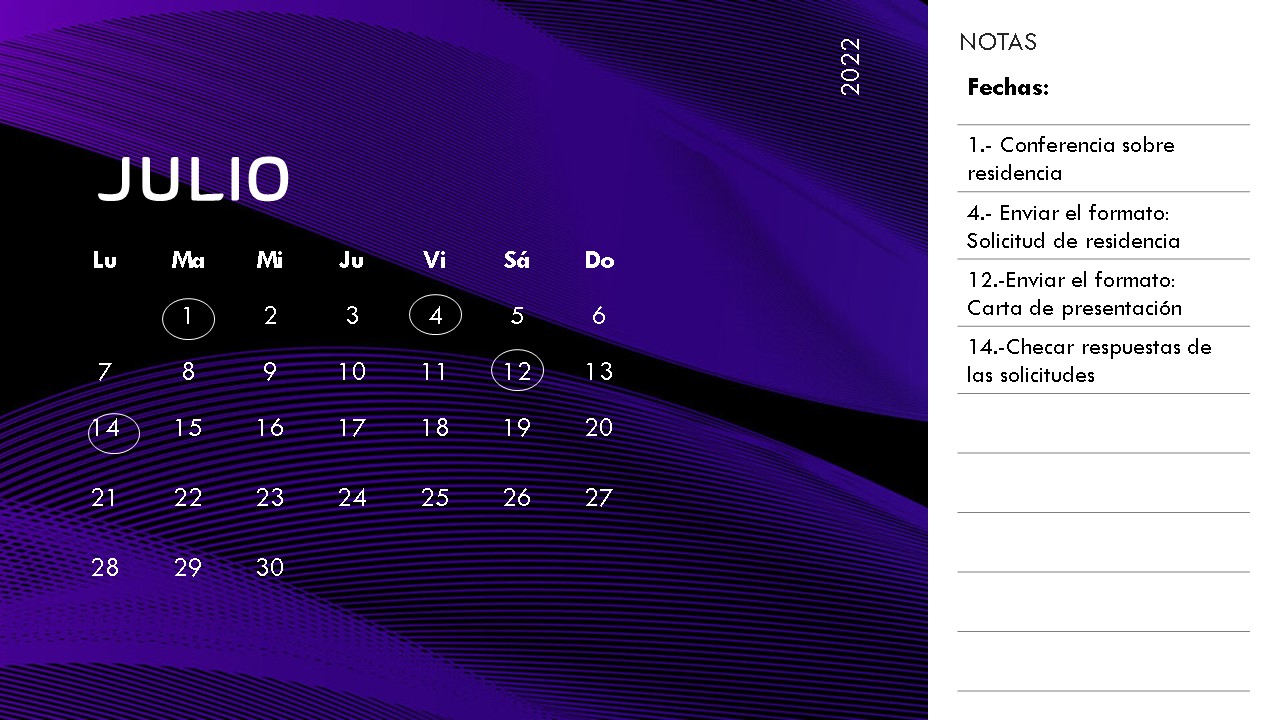 2022
JULIO
Lu Ma Mi Ju Vi Sá Do
1 2 3 4 5 6
7 8 9 10 11 12 13
14 15 16 17 18 19 20
21 22 23 24 25 26 27
28 29 30
NOTAS
Fechas:
1.- Conferencia sobre
residencia
4.- Enviar el formato:
Solicitud de residencia
12.-Enviar el formato:
Carta de presentación
14.-Checar respuestas de
las solicitudes